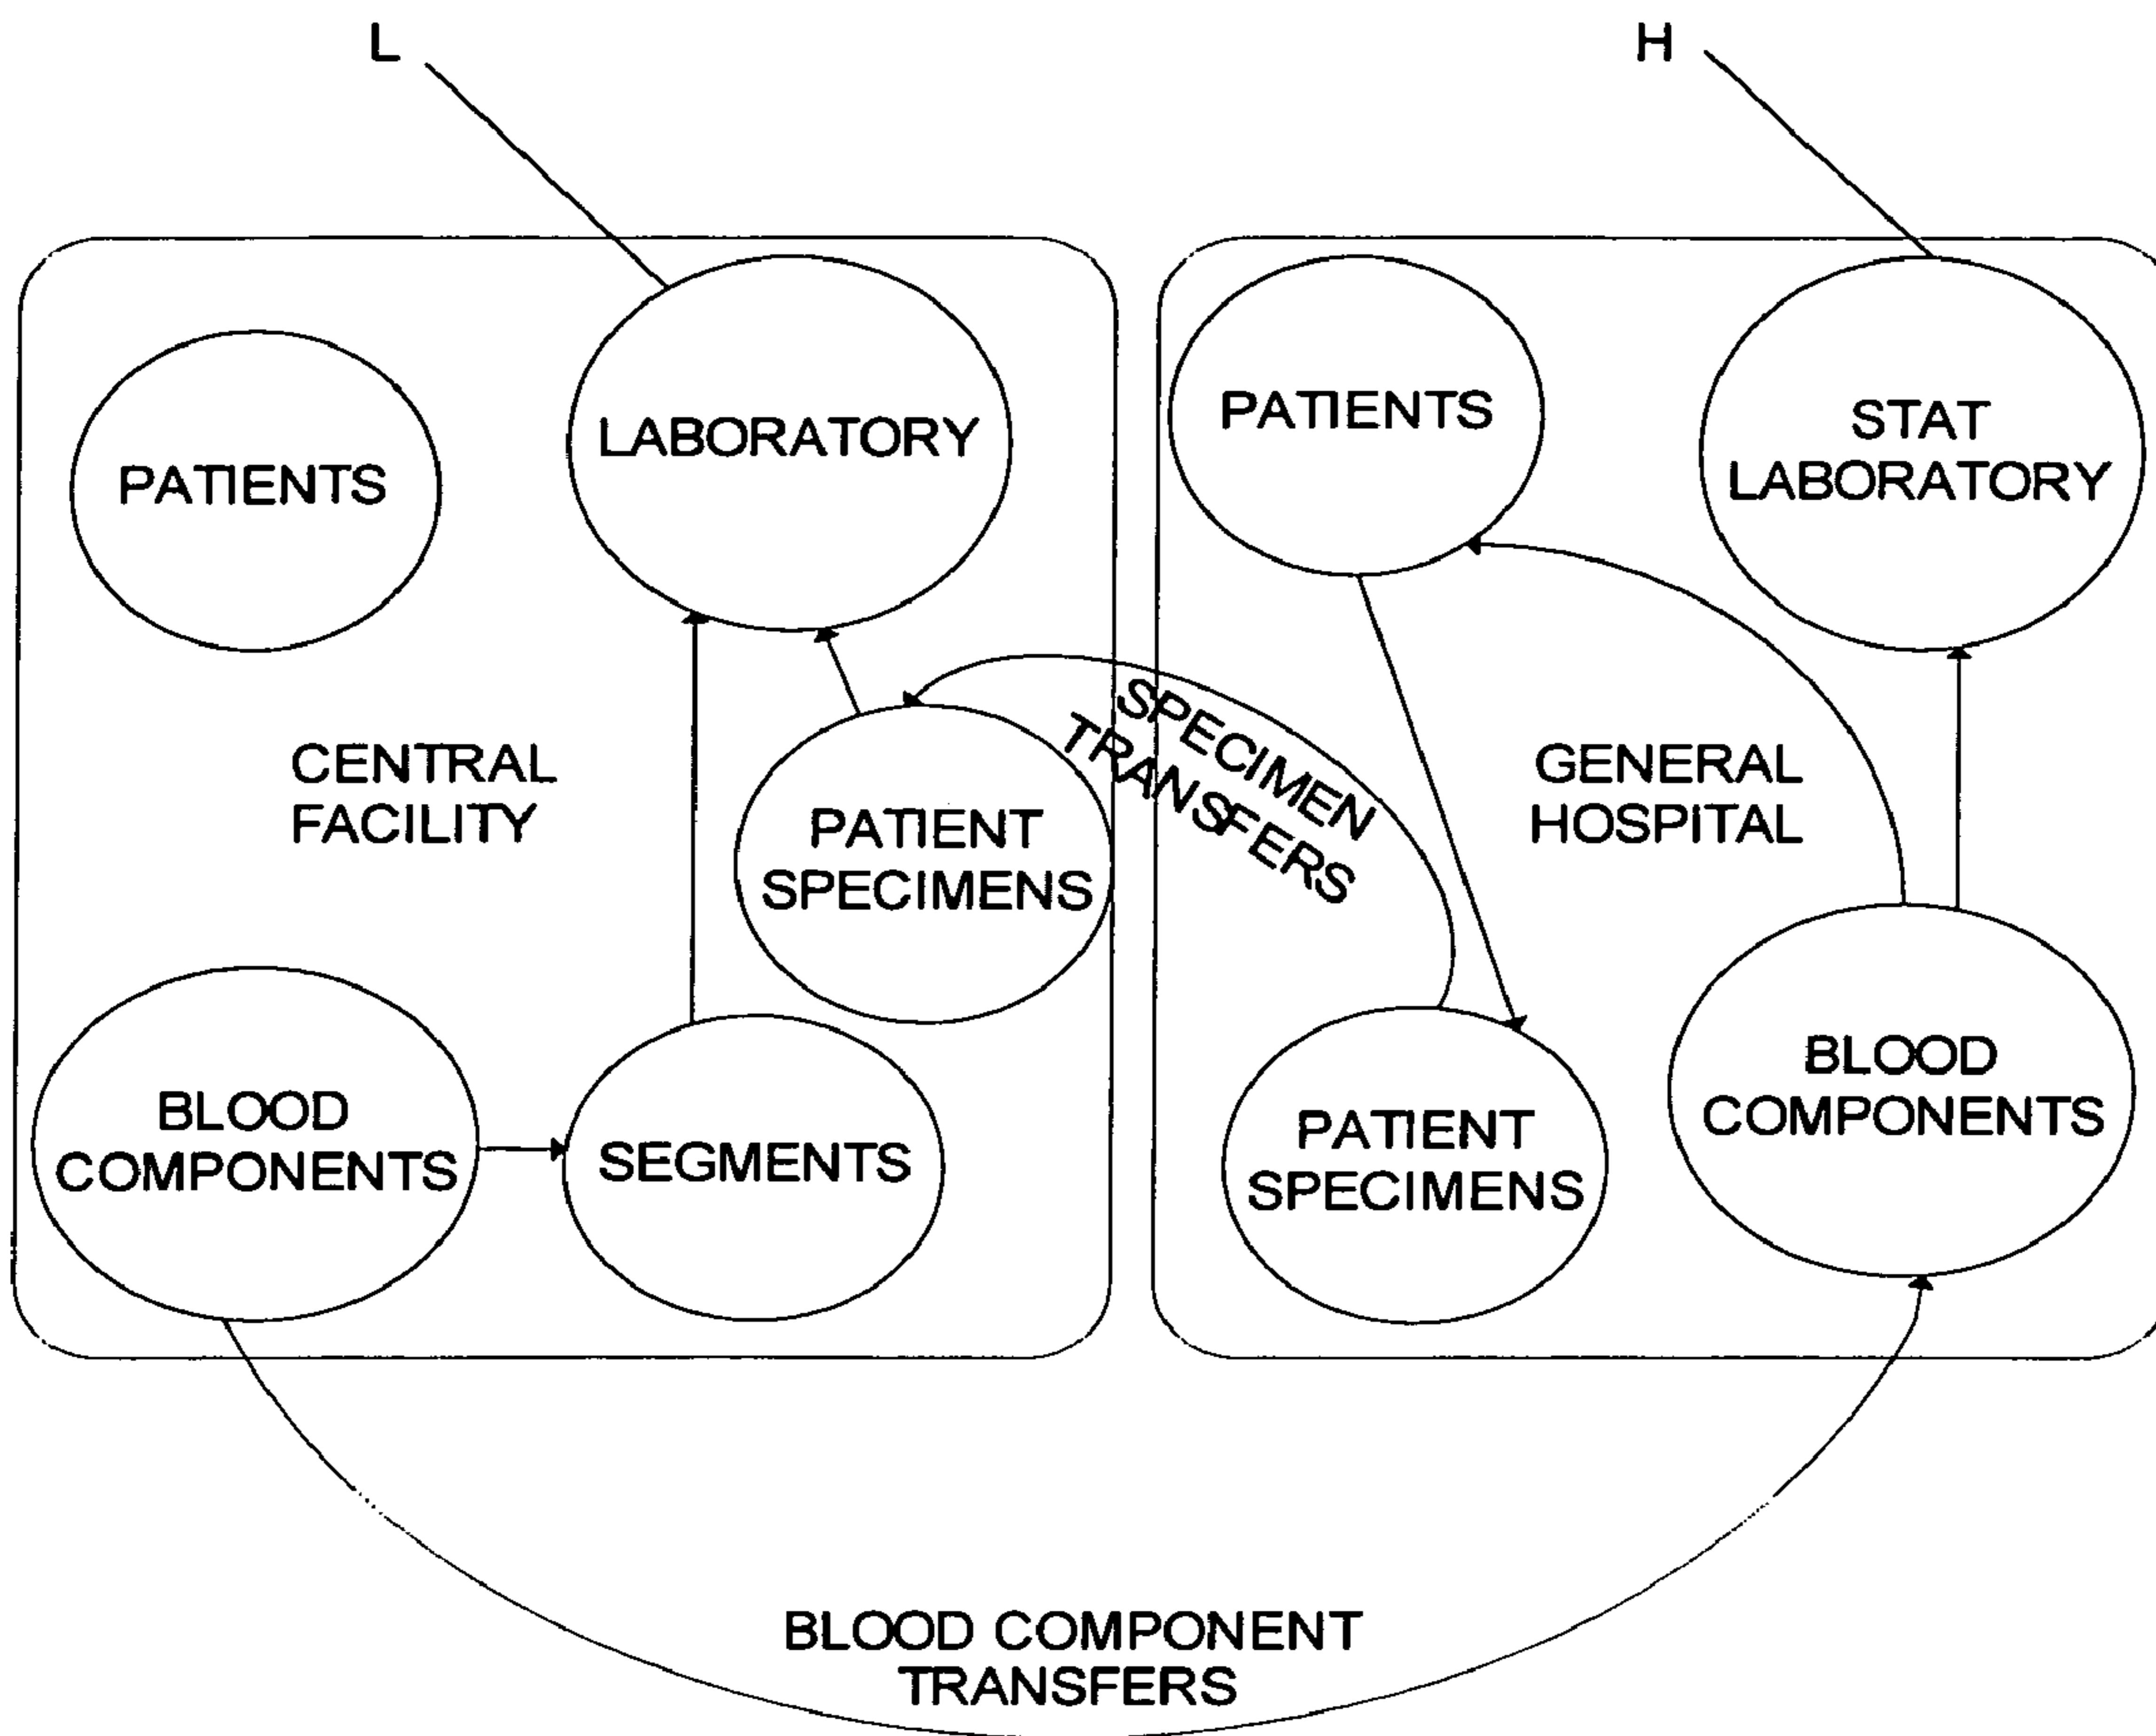 L
H
PATIENTS
LABORATORY
PATIENTS
STAT
LABORATORY
CENTRAL
FACILITY
PATIENT
SPECIMENS
SPECIMEN
TRANSFERS
GENERAL
HOSPITAL
BLOOD
COMPONENTS
SEGMENTS
PATIENT
SPECIMENS
BLOOD
COMPONENTS
BLOOD COMPONENT
TRANSFERS